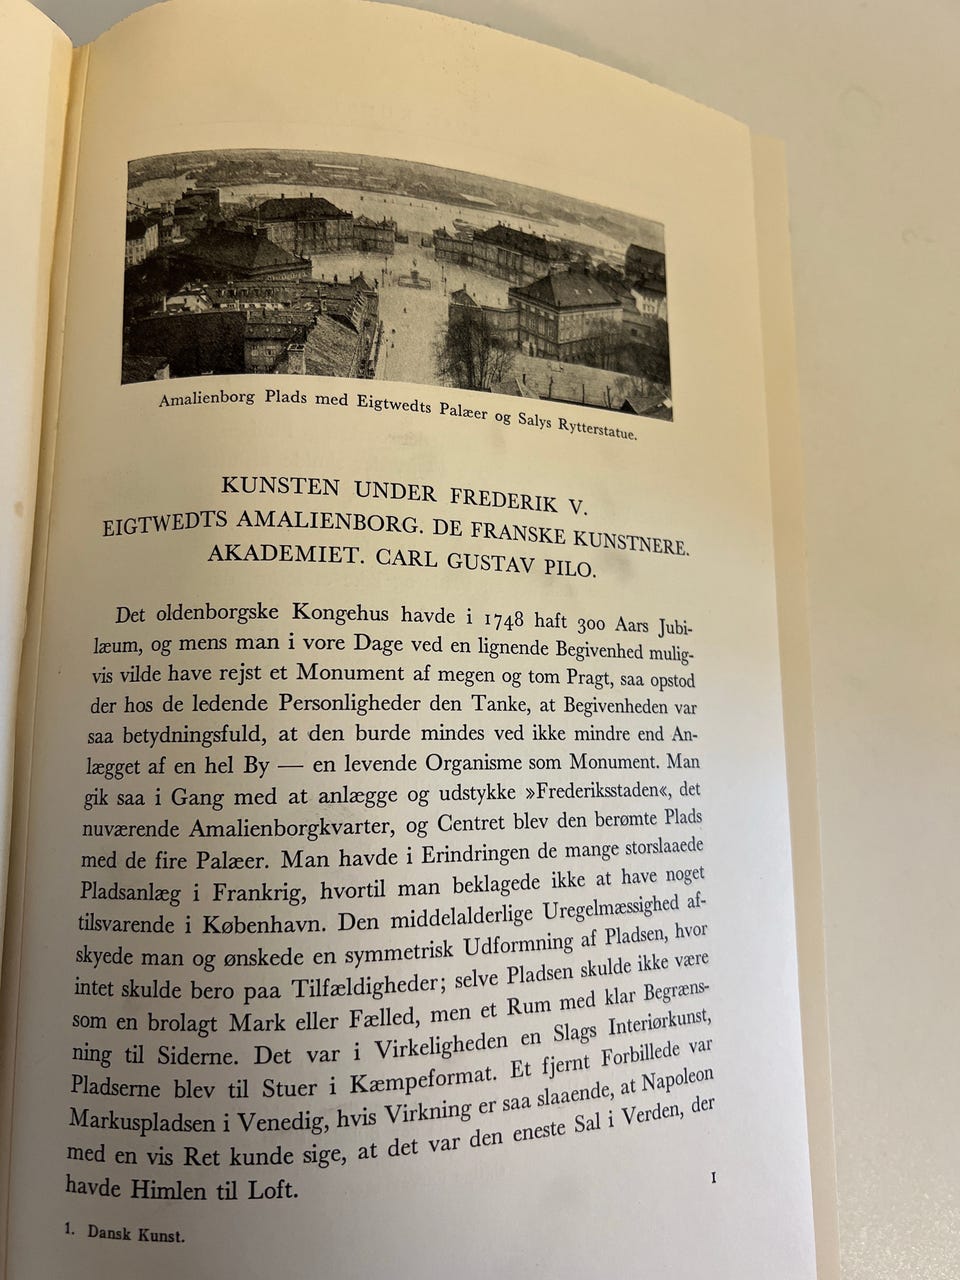 Amalienborg Plads med Eigtwedts Palæer og Salys Rytterstatue.
KUNSTEN UNDER FREDERIK V.
EIGTWEDTS AMALIENBORG. DE FRANSKE KUNSTNERE.
AKADEMIET. CARL GUSTAV PILO.
Det oldenborgske Kongehus havde i 1748 haft 300 Aars Jubi-
læum, og mens man i vore Dage ved en lignende Begivenhed mulig-
vis vilde have rejst et Monument af megen og tom Pragt, saa opstod
der hos de ledende Personligheder den Tanke, at Begivenheden var
saa betydningsfuld, at den burde mindes ved ikke mindre end An-
lægget af en hel By — en levende Organisme som Monument. Man
gik saa i Gang med at anlægge og udstykke »Frederiksstaden«, det
nuværende Amalienborgkvarter, og Centret blev den berømte Plads
med de fire Palæer. Man havde i Erindringen de mange storslaaede
Pladsanlæg i Frankrig, hvortil man beklagede ikke at have noget
tilsvarende i København. Den middelalderlige Uregelmæssighed af-
skyede man og ønskede en symmetrisk Udformning af Pladsen, hvor
intet skulde bero paa Tilfældigheder; selve Pladsen skulde ikke være
som en brolagt Mark eller Fælled, men et Rum med klar Begræns-
ning til Siderne. Det var i Virkeligheden en Slags Interiørkunst,
Pladserne blev til Stuer i Kæmpeformat. Et fjernt Forbillede var
Markuspladsen i Venedig, hvis Virkning er saa slaaende, at Napoleon
med en vis Ret kunde sige, at det var den eneste Sal i Verden, der
havde Himlen til Loft.
1
1. Dansk Kunst.